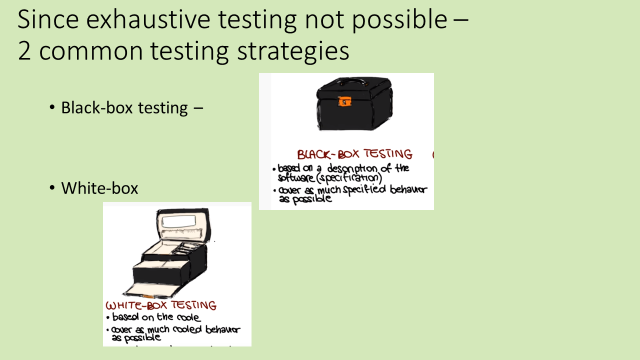 Since exhaustive testing not possible –
2 common testing strategies
• Black-box testing –
BLACK-BOX TESTING
• based on a description of the
software (specification)
• cover as much specified behavior
as possible
• White-box
WHITE-BOX TESTING
• based on the code
• cover as much coded behavior
as possible